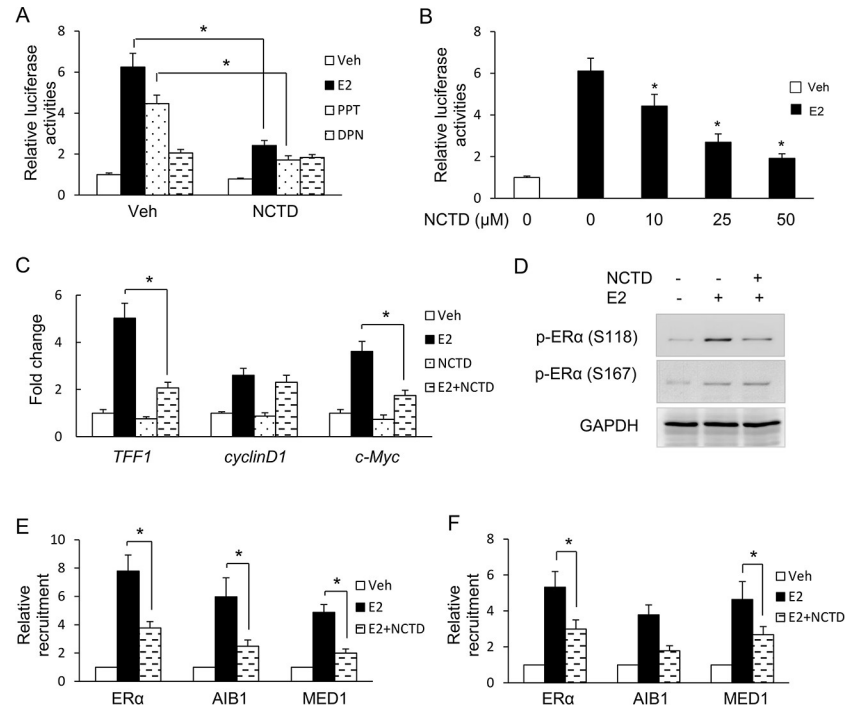 A
Relative luciferase
activities
8
6
4
2
0
*
*
Veh
E2
PPT
DPN
Veh NCTD
B
Relative luciferase
activities
8
6
4
2
0
*
*
*
Veh
E2
NCTD (µM) 0 0 10 25 50
C
Fold change
6
4
2
0
*
*
Veh
E2
NCTD
E2+NCTD
TFF1 cyclinD1 c-Myc
D
NCTD - - +
E2 - + +
p-ERα (S118)
p-ERα (S167)
GAPDH
E
Relative
recruitment
10
8
6
4
2
0
*
*
*
Veh
E2
E2+NCTD
ERα AIB1 MED1
F
Relative
recruitment
8
6
4
2
0
*
*
Veh
E2
E2+NCTD
ERα AIB1 MED1